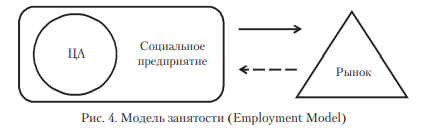 ЦА
Социальное
предприятие
Рынок
Рис. 4. Модель занятости (Employment Model)